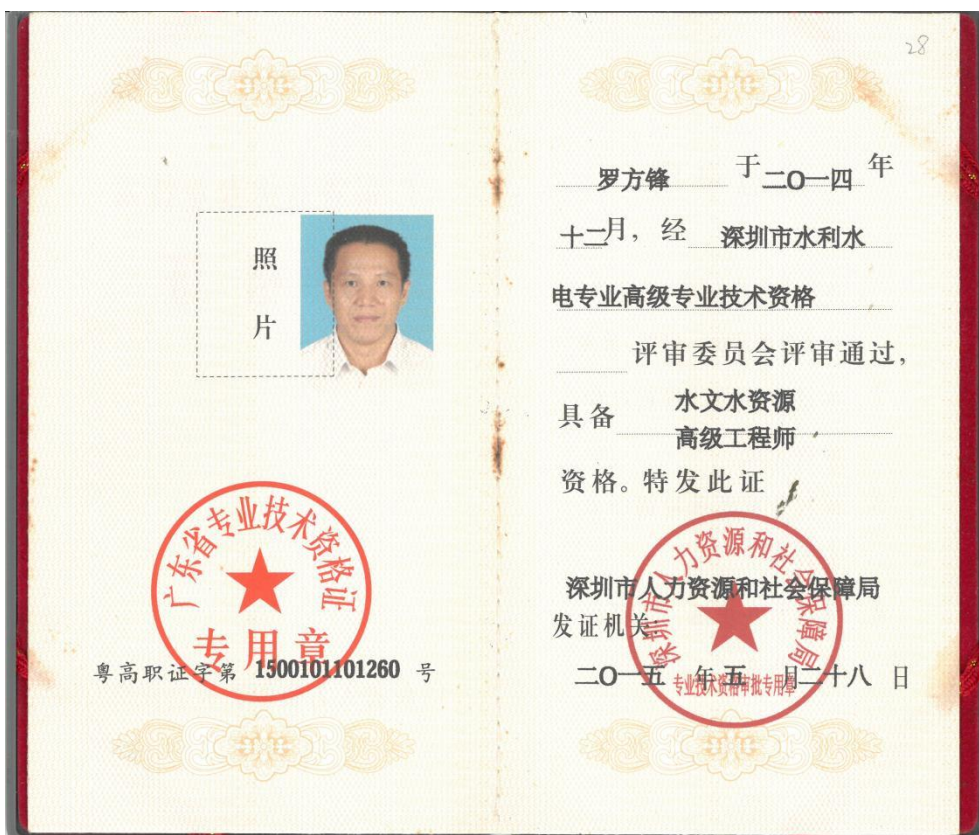 照
片
广东省专业技术资格证
专用章
粤高职证字第 1500101101260 号
28
罗方锋 于二O一四年
十二月，经 深圳市水利水
电专业高级专业技术资格
评审委员会评审通过，
具备 水文水资源
高级工程师
资格。特发此证
深圳市人力资源和社会保障局
深圳市人力资源和社会保障局
发证机关：
二O一五 年 五 月二十八 日
专业技术资格审批专用章